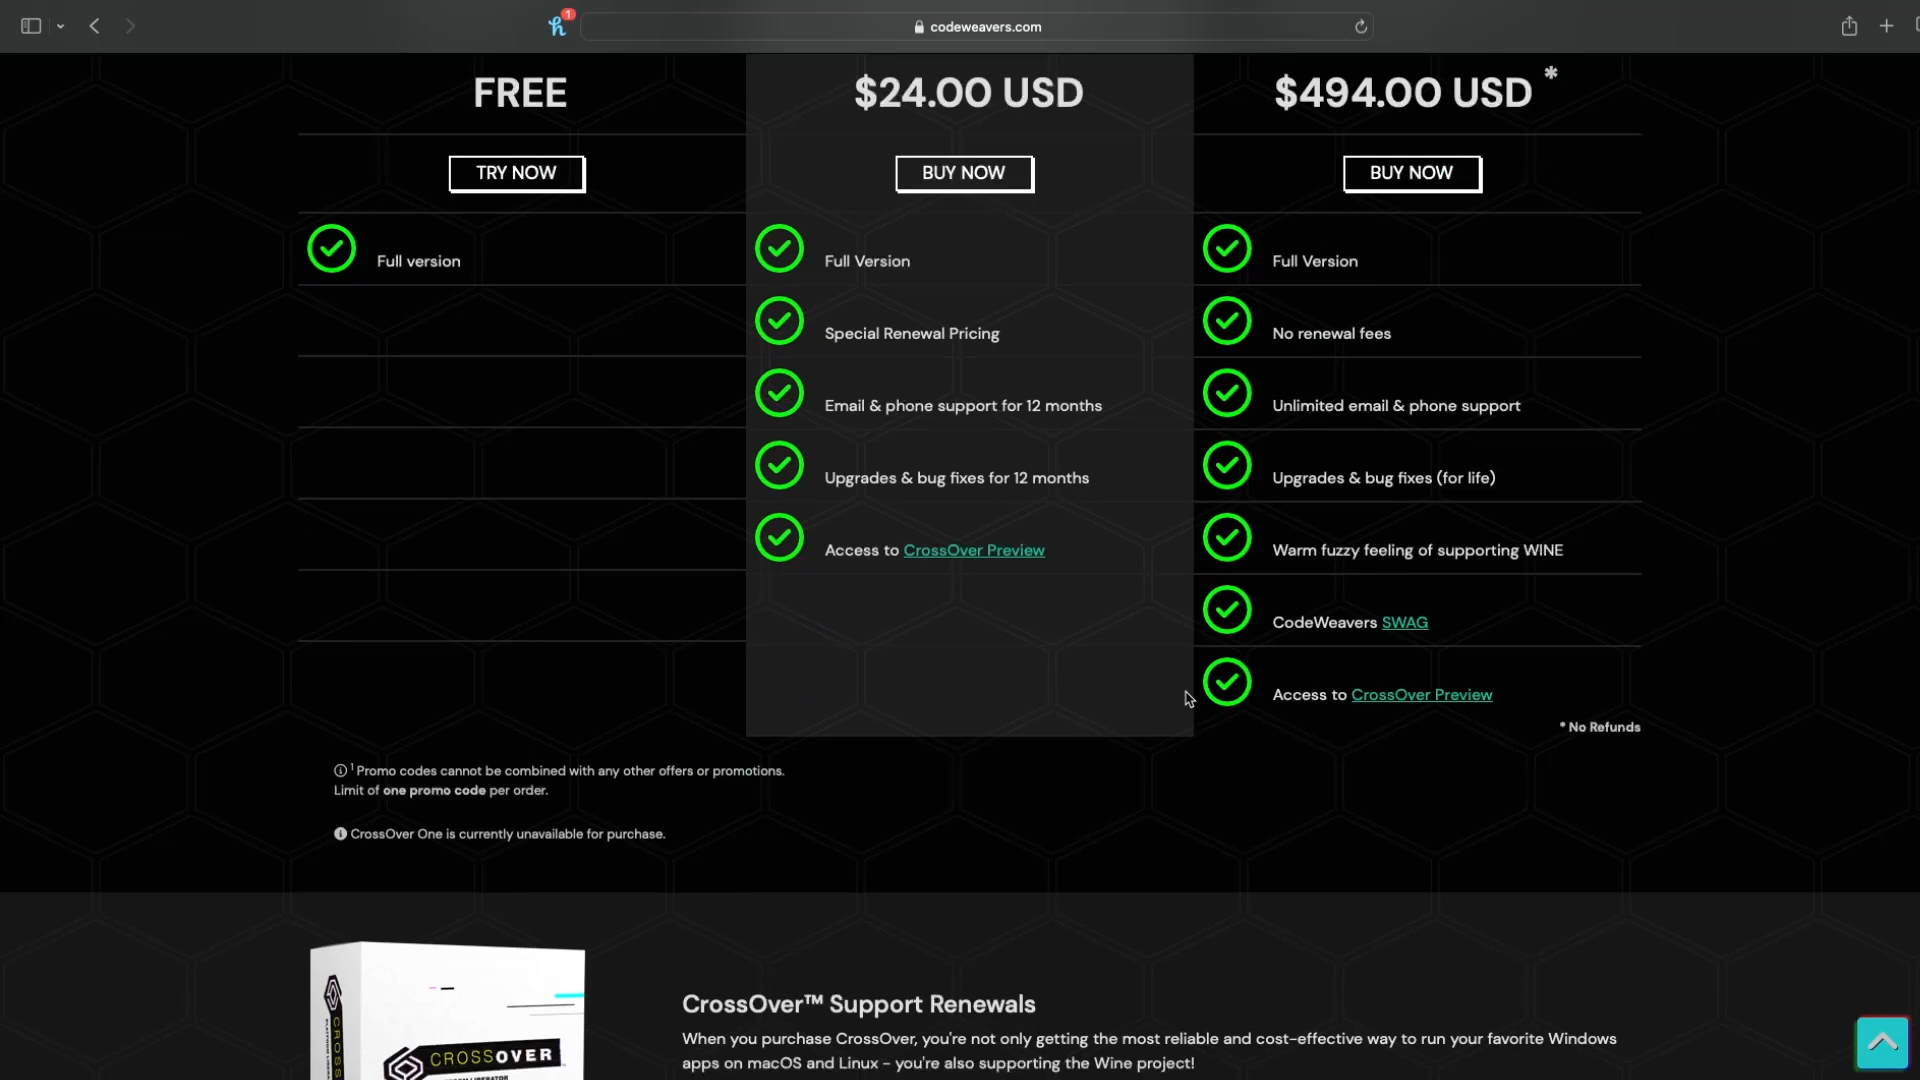 1
codeweavers.com
FREE
$24.00 USD
$494.00 USD *
TRY NOW
BUY NOW
BUY NOW
Full version
Full Version
Full Version
Special Renewal Pricing
No renewal fees
Email & phone support for 12 months
Unlimited email & phone support
Upgrades & bug fixes for 12 months
Upgrades & bug fixes (for life)
Access to CrossOver Preview
Warm fuzzy feeling of supporting WINE
CodeWeavers SWAG
Access to CrossOver Preview
* No Refunds
1 Promo codes cannot be combined with any other offers or promotions.
Limit of one promo code per order.
CrossOver One is currently unavailable for purchase.
CROSSOVER
CrossOver™ Support Renewals
When you purchase CrossOver, you're not only getting the most reliable and cost-effective way to run your favorite Windows
apps on macOS and Linux - you're also supporting the Wine project!